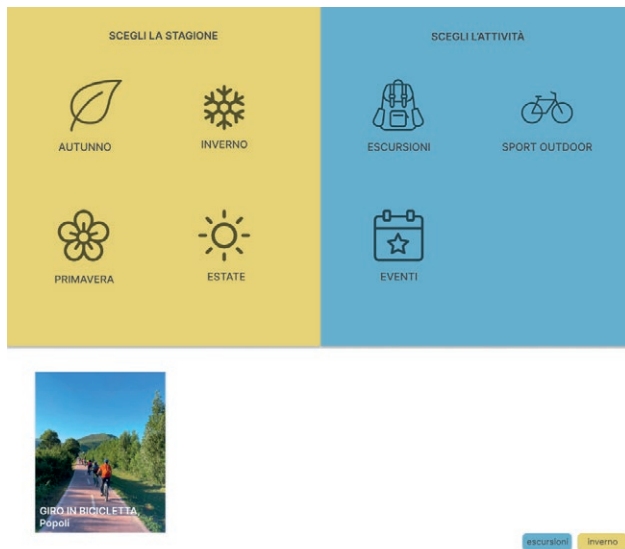 SCEGLI LA STAGIONE
SCEGLI L'ATTIVITÀ
AUTUNNO
INVERNO
ESCURSIONI
SPORT OUTDOOR
PRIMAVERA
ESTATE
EVENTI
GIRO IN BICICLETTA,
Popoli
escursioni
inverno